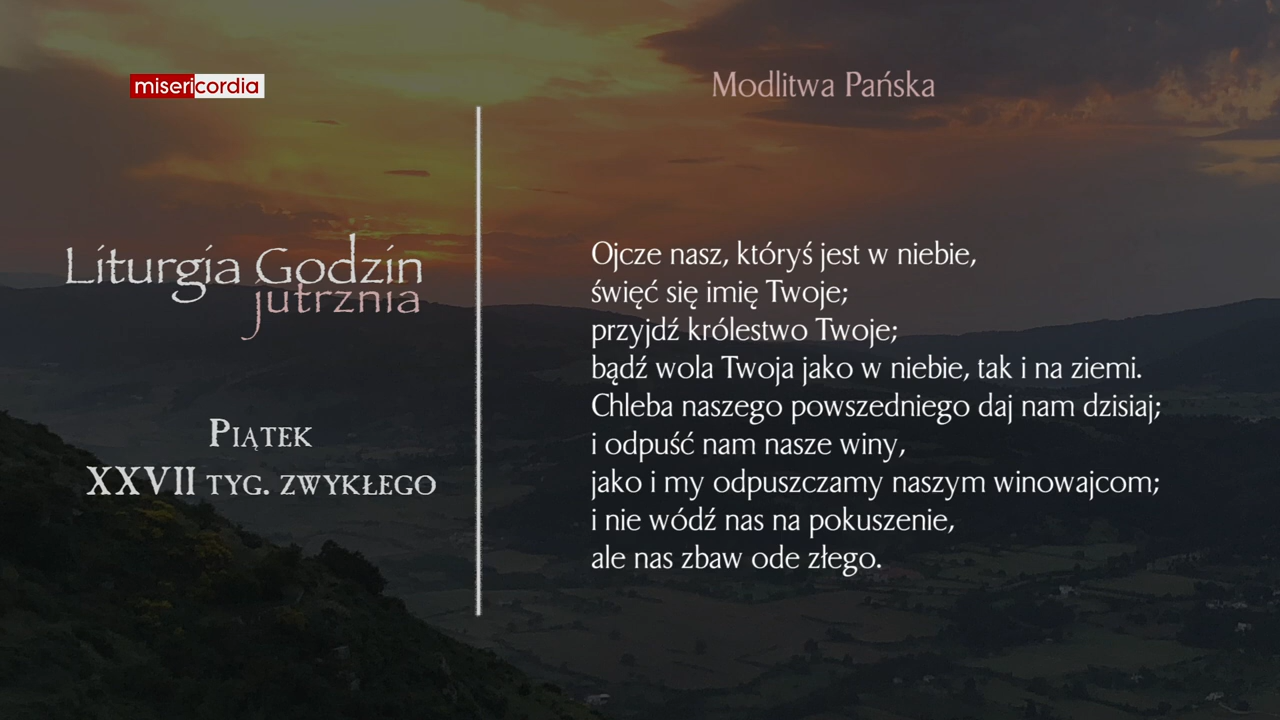 misericordia
Modlitwa Pańska
Liturgia Godzin
jutrznia
Piątek
XXVII tyg. zwykłego
Ojcze nasz, któryś jest w niebie,
święć się imię Twoje;
przyjdź królestwo Twoje;
bądź wola Twoja jako w niebie, tak i na ziemi.
Chleba naszego powszedniego daj nam dzisiaj;
i odpuść nam nasze winy,
jako i my odpuszczamy naszym winowajcom;
i nie wódź nas na pokuszenie,
ale nas zbaw ode złego.